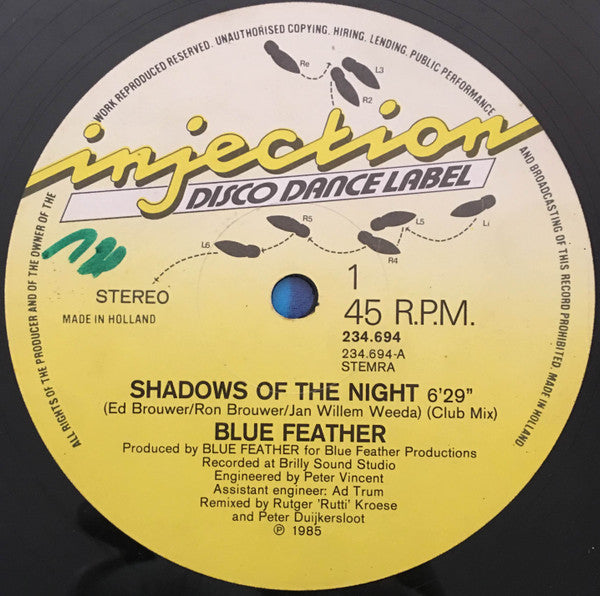 ALL RIGHTS OF THE PRODUCER AND OF THE OWNER OF THE WORK REPRODUCED RESERVED. UNAUTHORISED COPYING, HIRING, LENDING, PUBLIC PERFORMANCE AND BROADCASTING OF THIS RECORD PROHIBITED. MADE IN HOLLAND
Re
L3
R2
injection
DISCO DANCE LABEL
L6
R5
R4
L5
Li
STEREO
MADE IN HOLLAND
1
45 R.P.M.
234.694
234.694-A
STEMRA
SHADOWS OF THE NIGHT 6'29"
(Ed Brouwer/Ron Brouwer/Jan Willem Weeda) (Club Mix)
BLUE FEATHER
Produced by BLUE FEATHER for Blue Feather Productions
Recorded at Brilly Sound Studio
Engineered by Peter Vincent
Assistant engineer: Ad Trum
Remixed by Rutger 'Rutti' Kroese
and Peter Duijkersloot
℗ 1985